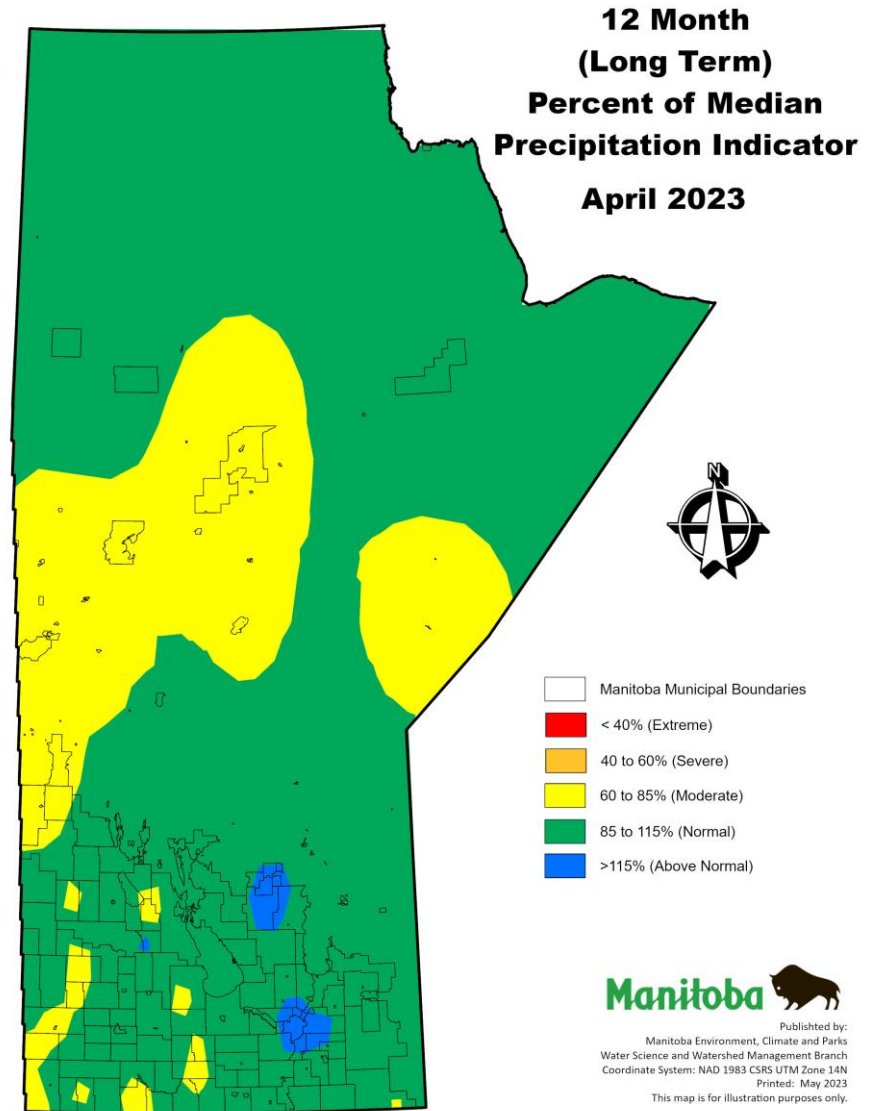 12 Month
(Long Term)
Percent of Median
Precipitation Indicator
April 2023
N
Manitoba Municipal Boundaries
< 40% (Extreme)
40 to 60% (Severe)
60 to 85% (Moderate)
85 to 115% (Normal)
>115% (Above Normal)
Manitoba
Publishted by:
Manitoba Environment, Climate and Parks
Water Science and Watershed Management Branch
Coordinate System: NAD 1983 CSRS UTM Zone 14N
Printed: May 2023
This map is for illustration purposes only.